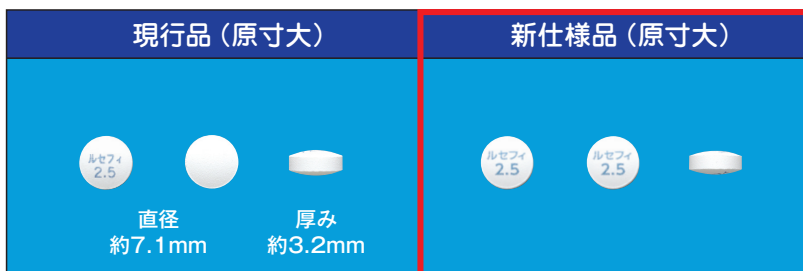 現行品（原寸大）
新仕様品（原寸大）
ルセフィ
2.5
ルセフィ
2.5
ルセフィ
2.5
直径
約7.1mm
厚み
約3.2mm